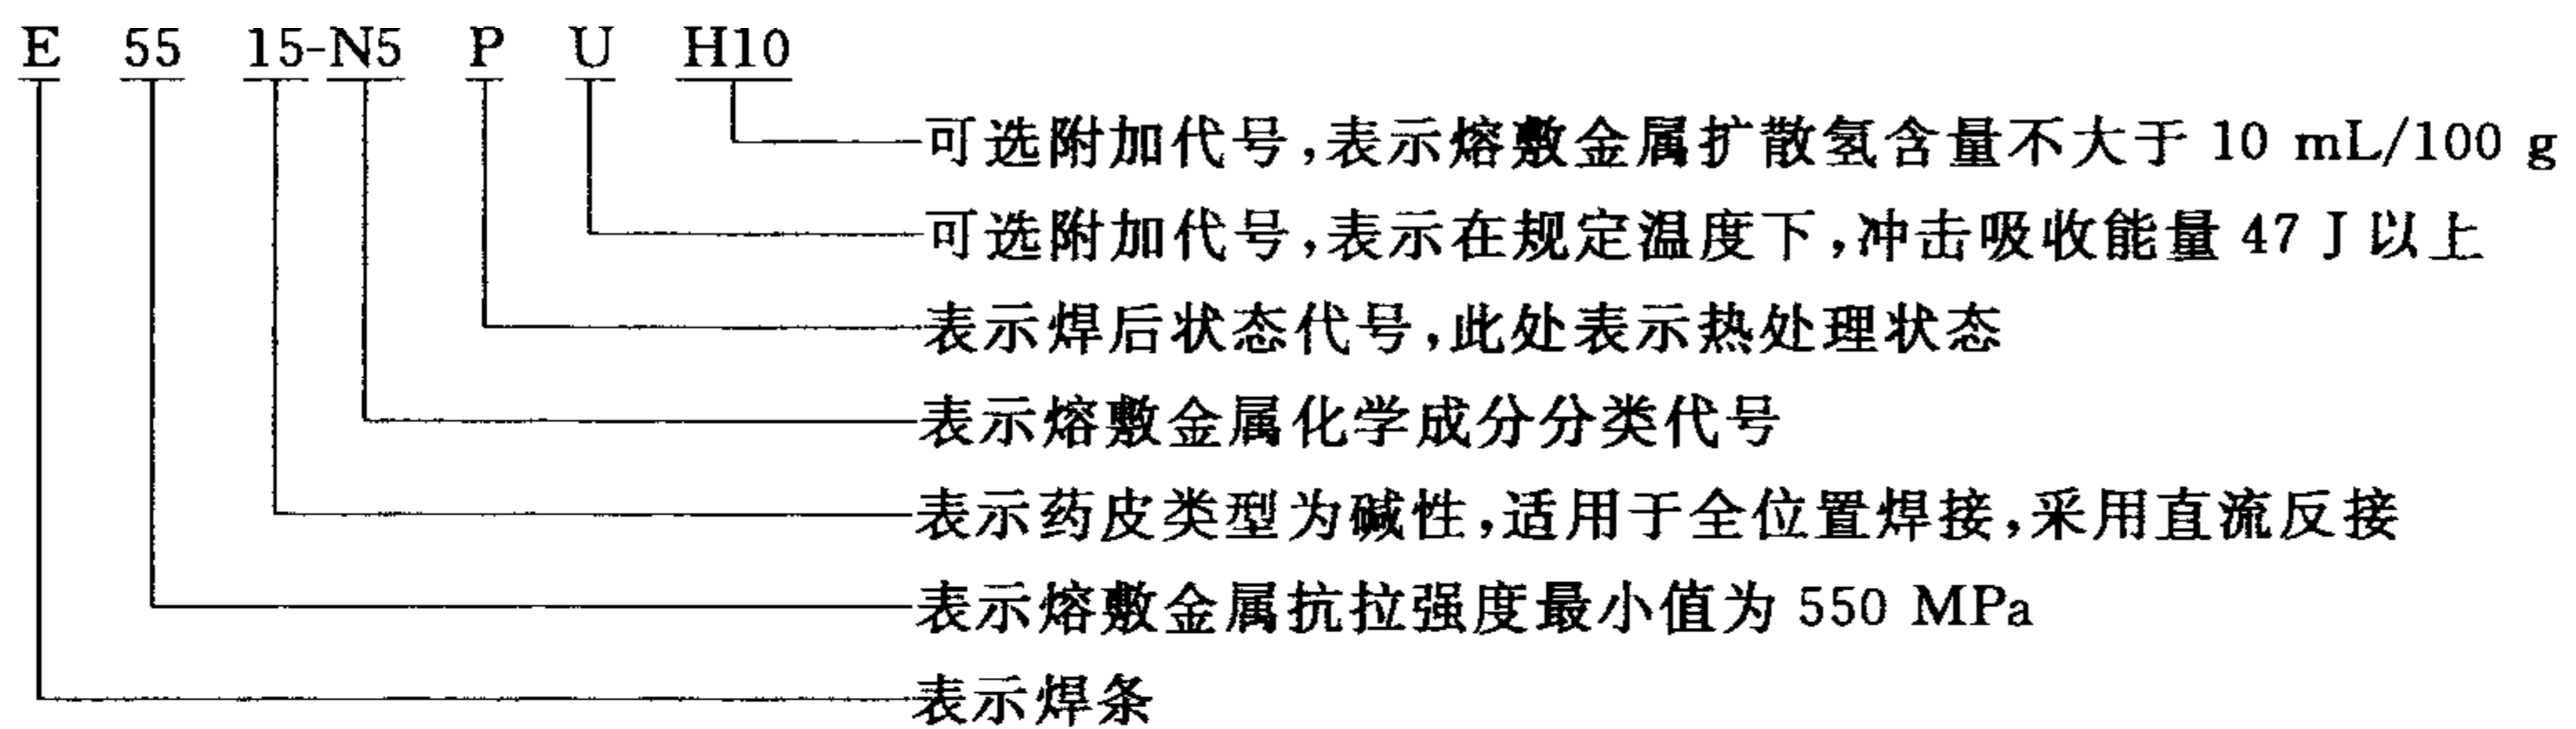 E 55 15-N5 P U H10
可选附加代号,表示熔敷金属扩散氢含量不大于 10 mL/100 g
可选附加代号,表示在规定温度下,冲击吸收能量 47 J 以上
表示焊后状态代号,此处表示热处理状态
表示熔敷金属化学成分分类代号
表示药皮类型为碱性,适用于全位置焊接,采用直流反接
表示熔敷金属抗拉强度最小值为 550 MPa
表示焊条